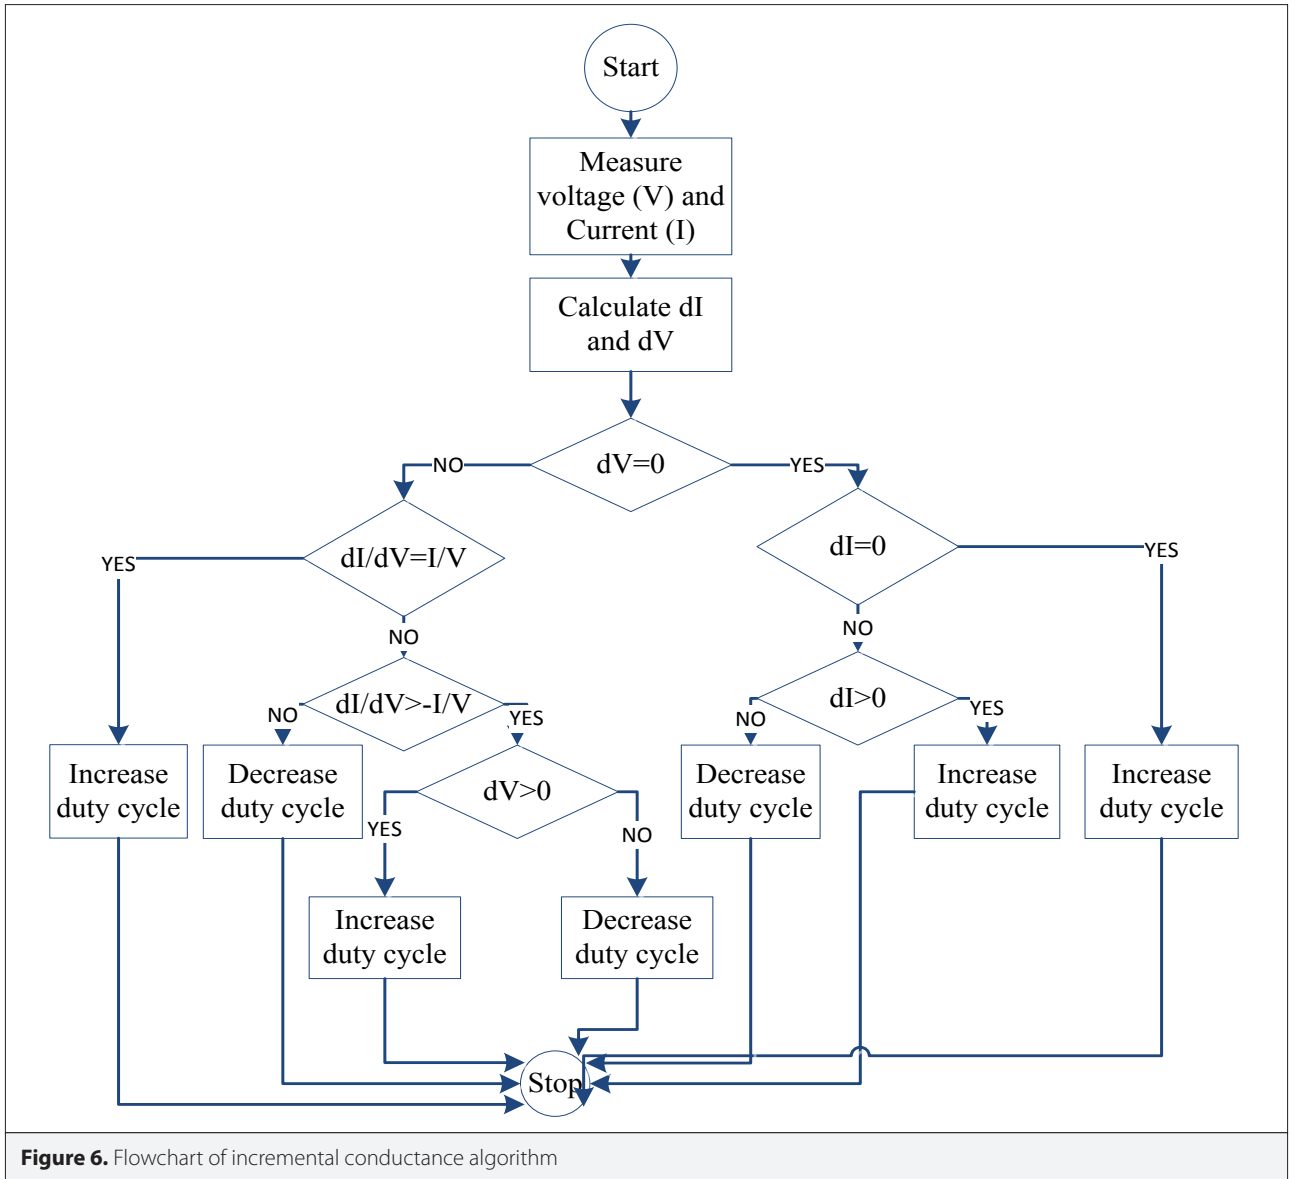 Start
Measure
voltage (V) and
Current (I)
Calculate dI
and dV
dV=0
NO
YES
dI/dV=I/V
dI=0
YES
YES
NO
NO
dI/dV>-I/V
dI>0
NO
YES
NO
YES
Increase
duty cycle
Decrease
duty cycle
dV>0
Decrease
duty cycle
Increase
duty cycle
Increase
duty cycle
YES
NO
Increase
duty cycle
Decrease
duty cycle
Stop
Figure 6. Flowchart of incremental conductance algorithm